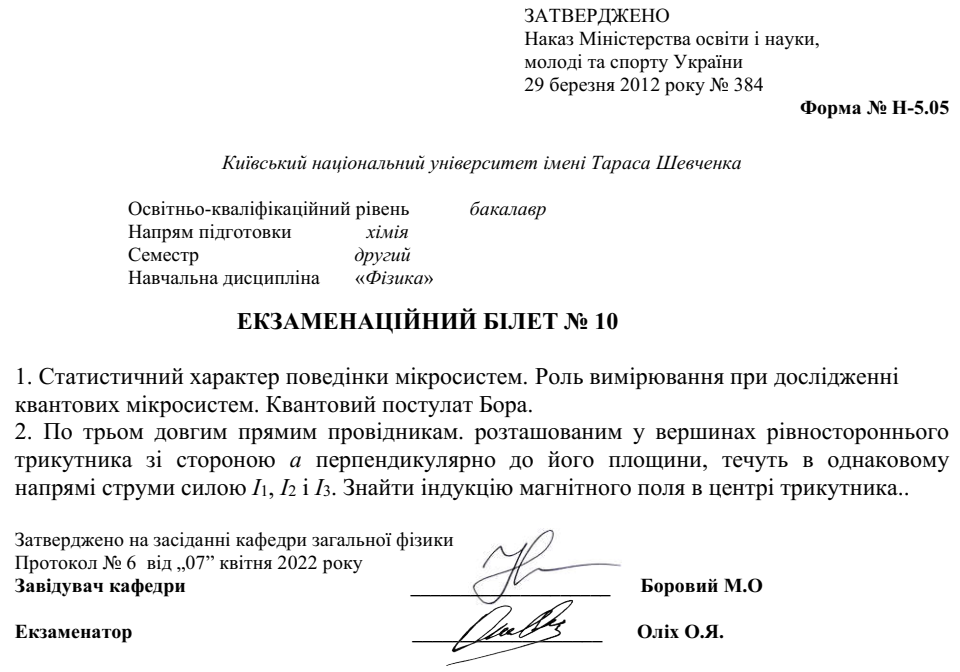 ЗАТВЕРДЖЕНО
Наказ Міністерства освіти і науки,
молоді та спорту України
29 березня 2012 року № 384
Форма № Н-5.05
Київський національний університет імені Тараса Шевченка
Освітньо-кваліфікаційний рівень бакалавр
Напрям підготовки хімія
Семестр другий
Навчальна дисципліна «Фізика»
ЕКЗАМЕНАЦІЙНИЙ БІЛЕТ № 10
1. Статистичний характер поведінки мікросистем. Роль вимірювання при дослідженні
квантових мікросистем. Квантовий постулат Бора.
2. По трьом довгим прямим провідникам. розташованим у вершинах рівностороннього
трикутника зі стороною a перпендикулярно до його площини, течуть в однаковому
напрямі струми силою I₁, I₂ і I₃. Знайти індукцію магнітного поля в центрі трикутника..
Затверджено на засіданні кафедри загальної фізики
Протокол № 6 від „07” квітня 2022 року
Завідувач кафедри Боровий М.О
Екзаменатор Оліх О.Я.